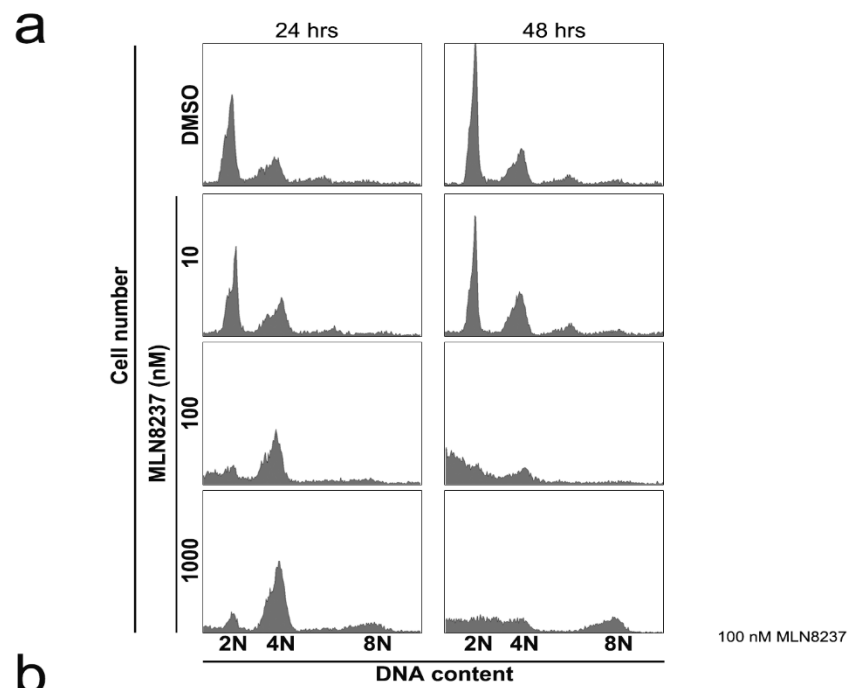 a
24 hrs 48 hrs
DMSO
10
100
1000
MLN8237 (nM)
Cell number
2N 4N 8N 2N 4N 8N
DNA content
100 nM MLN8237
b